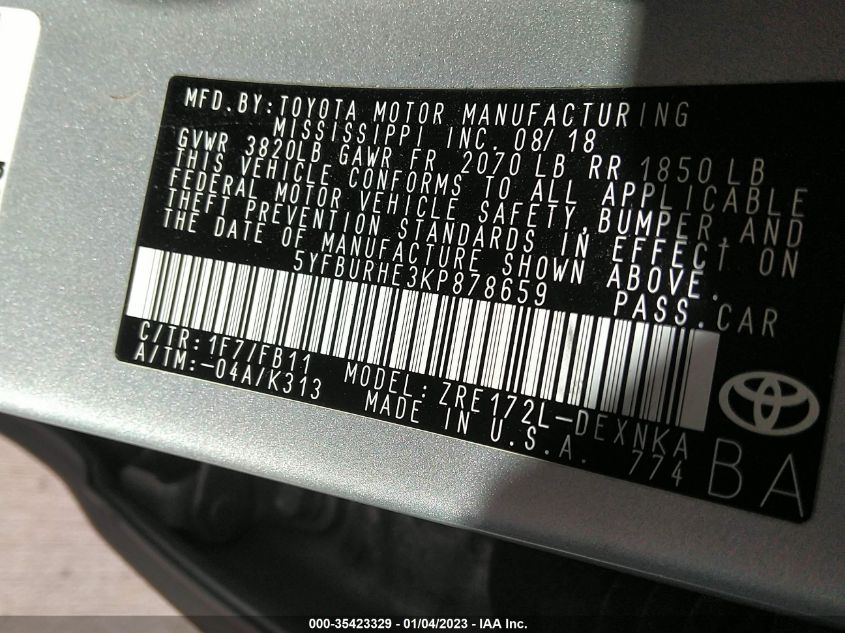 MFD.BY:TOYOTA MOTOR MANUFACTURING
MISSISSIPPI INC. 08/18
GVWR 3820LB GAWR FR 2070 LB RR 1850 LB
THIS VEHICLE CONFORMS TO ALL APPLICABLE
FEDERAL MOTOR VEHICLE SAFETY,BUMPER,AND
THEFT PREVENTION STANDARDS IN EFFECT ON
THE DATE OF MANUFACTURE SHOWN ABOVE.
5YFBURHE3KP878659 PASS.CAR
C/TR:1F7/FB11
A/TM:-04A/K313
MODEL:ZRE172L-DEXNKA
MADE IN U.S.A. 774
BA
000-35423329 - 01/04/2023 - IAA Inc.